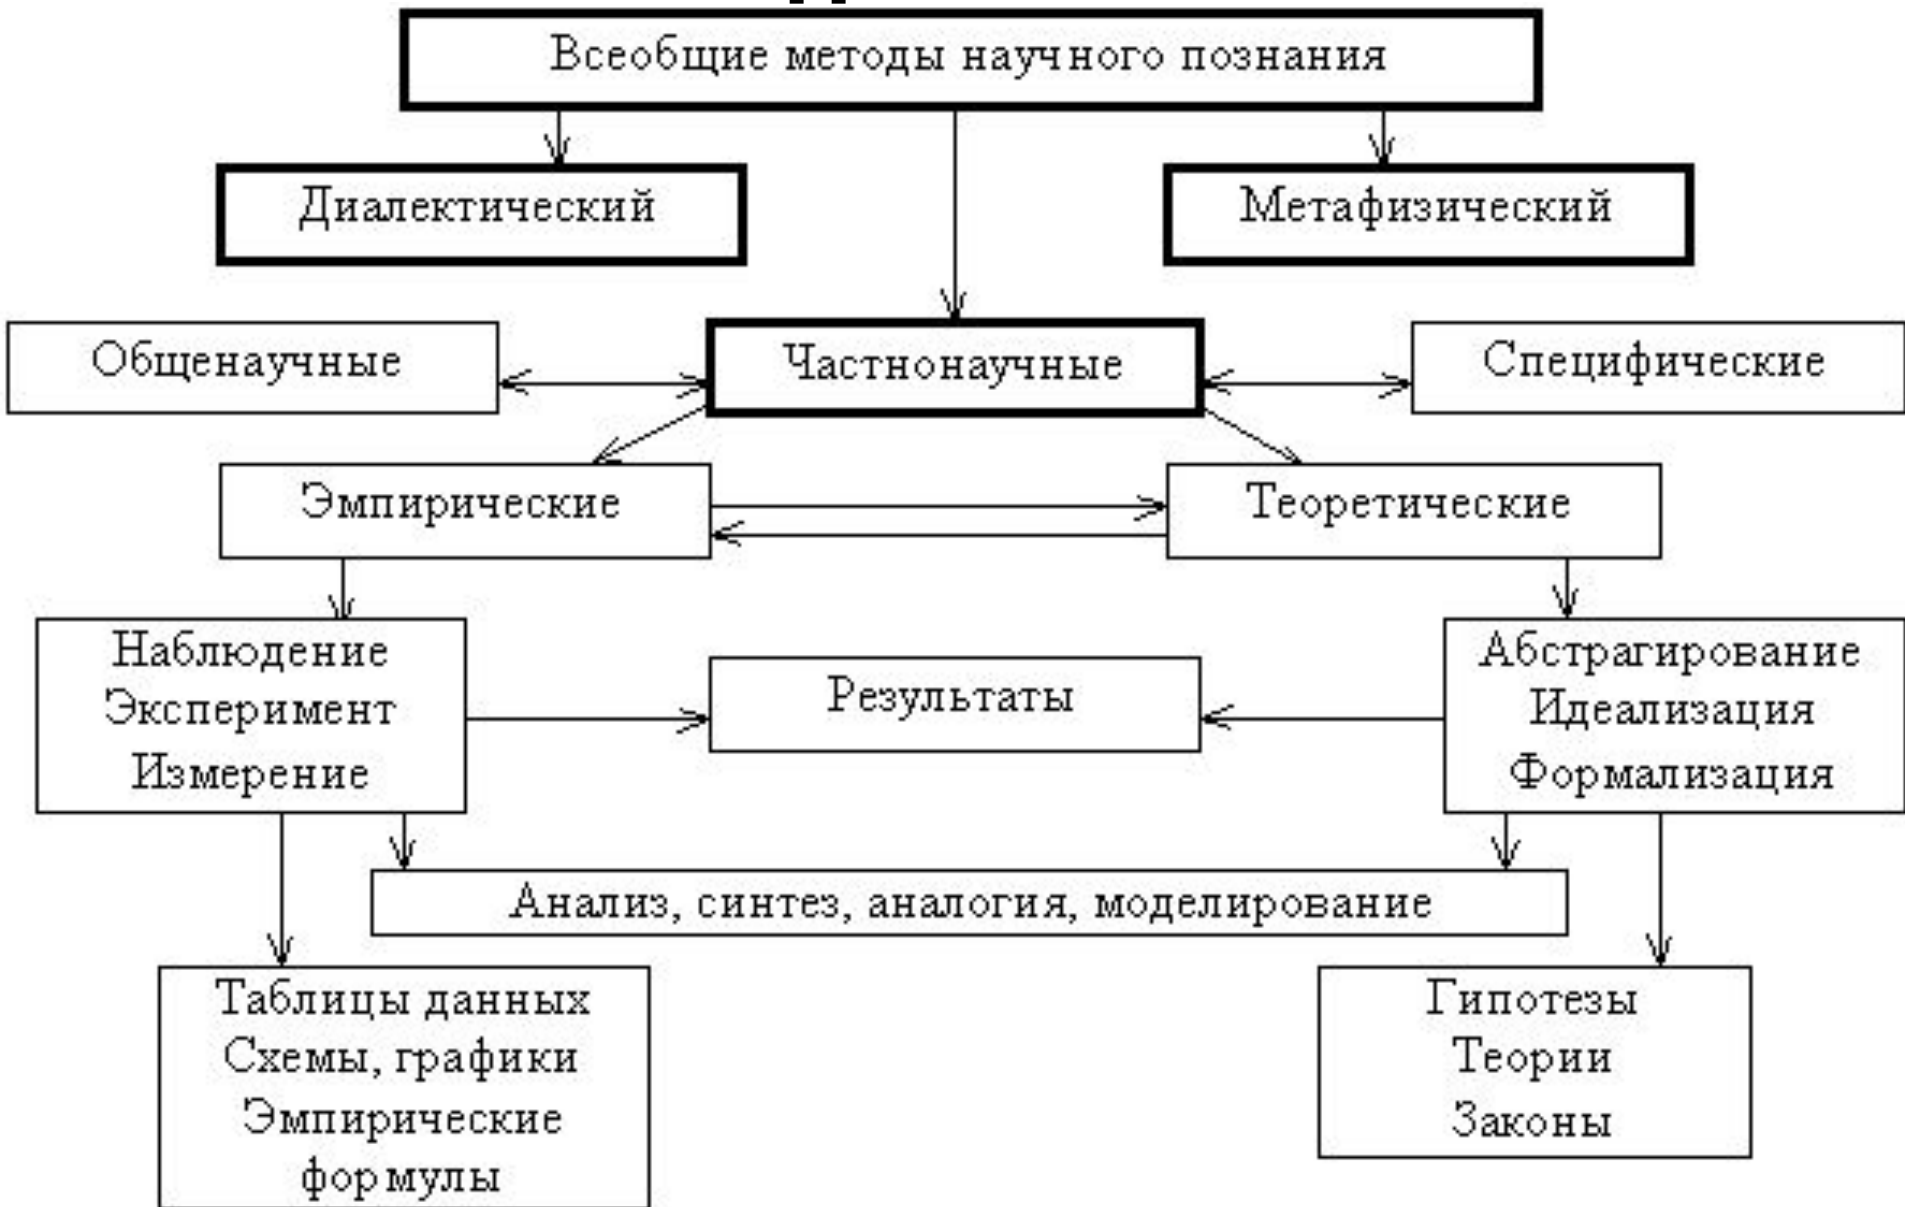 Всеобщие методы научного познания
Диалектический
Метафизический
Общенаучные
Частнонаучные
Специфические
Эмпирические
Теоретические
Наблюдение
Эксперимент
Измерение
Результаты
Абстрагирование
Идеализация
Формализация
Анализ, синтез, аналогия, моделирование
Таблицы данных
Схемы, графики
Эмпирические
формулы
Гипотезы
Теории
Законы